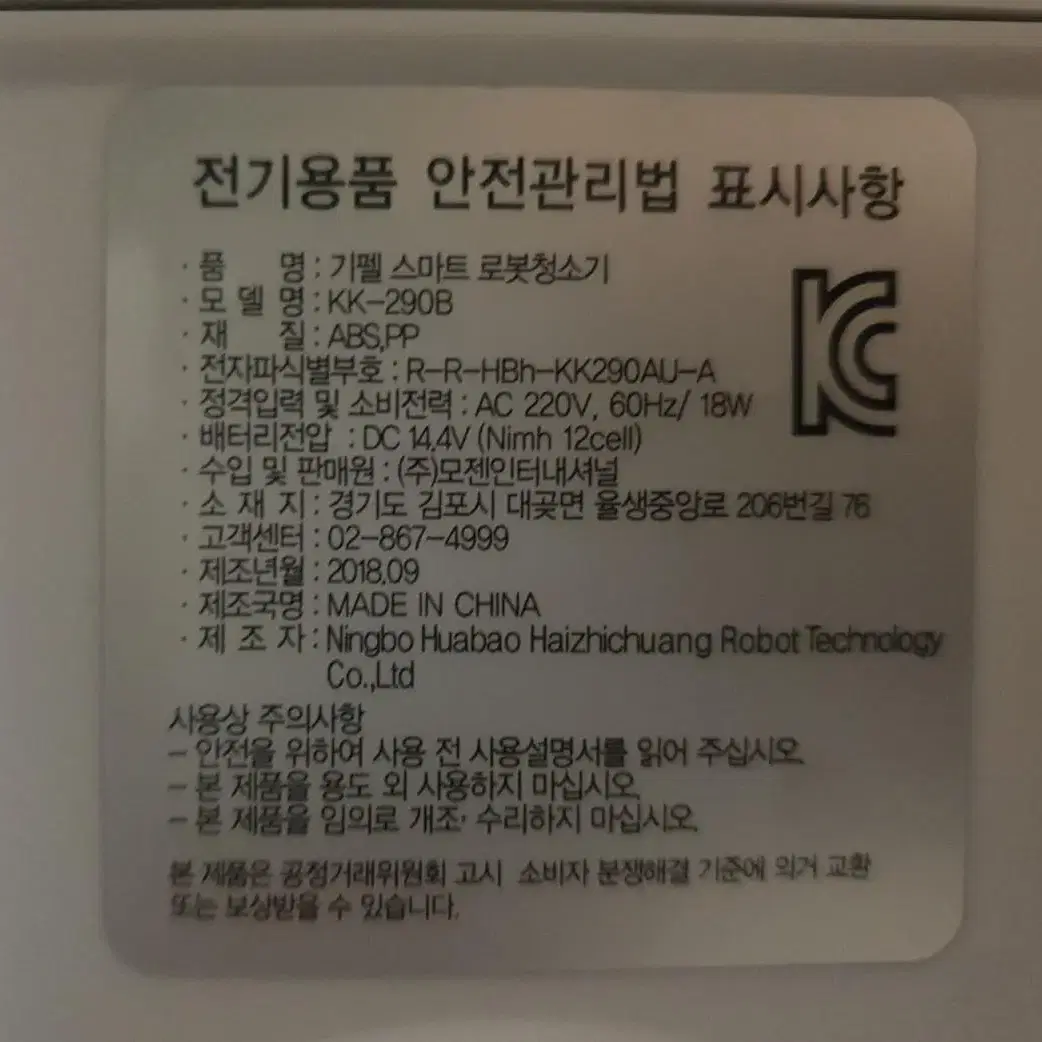 전기용품 안전관리법 표시사항
· 품 명 : 기펠 스마트 로봇청소기
· 모 델 명 : KK-290B
· 재 질 : ABS,PP
· 전자파식별부호 : R-R-HBh-KK290AU-A
· 정격입력 및 소비전력 : AC 220V, 60Hz/ 18W
· 배터리전압 : DC 14.4V (Nimh 12cell)
· 수입 및 판매원 : (주)모젠인터내셔널
· 소 재 지 : 경기도 김포시 대곶면 율생중앙로 206번길 76
· 고객센터 : 02-867-4999
· 제조년월 : 2018.09
· 제조국명 : MADE IN CHINA
· 제 조 자 : Ningbo Huabao Haizhichuang Robot Technology
Co.,Ltd
KC
사용상 주의사항
- 안전을 위하여 사용 전 사용설명서를 읽어 주십시오.
- 본 제품을 용도 외 사용하지 마십시오.
- 본 제품을 임의로 개조· 수리하지 마십시오.
본 제품은 공정거래위원회 고시 소비자 분쟁해결 기준에 의거 교환
또는 보상받을 수 있습니다.